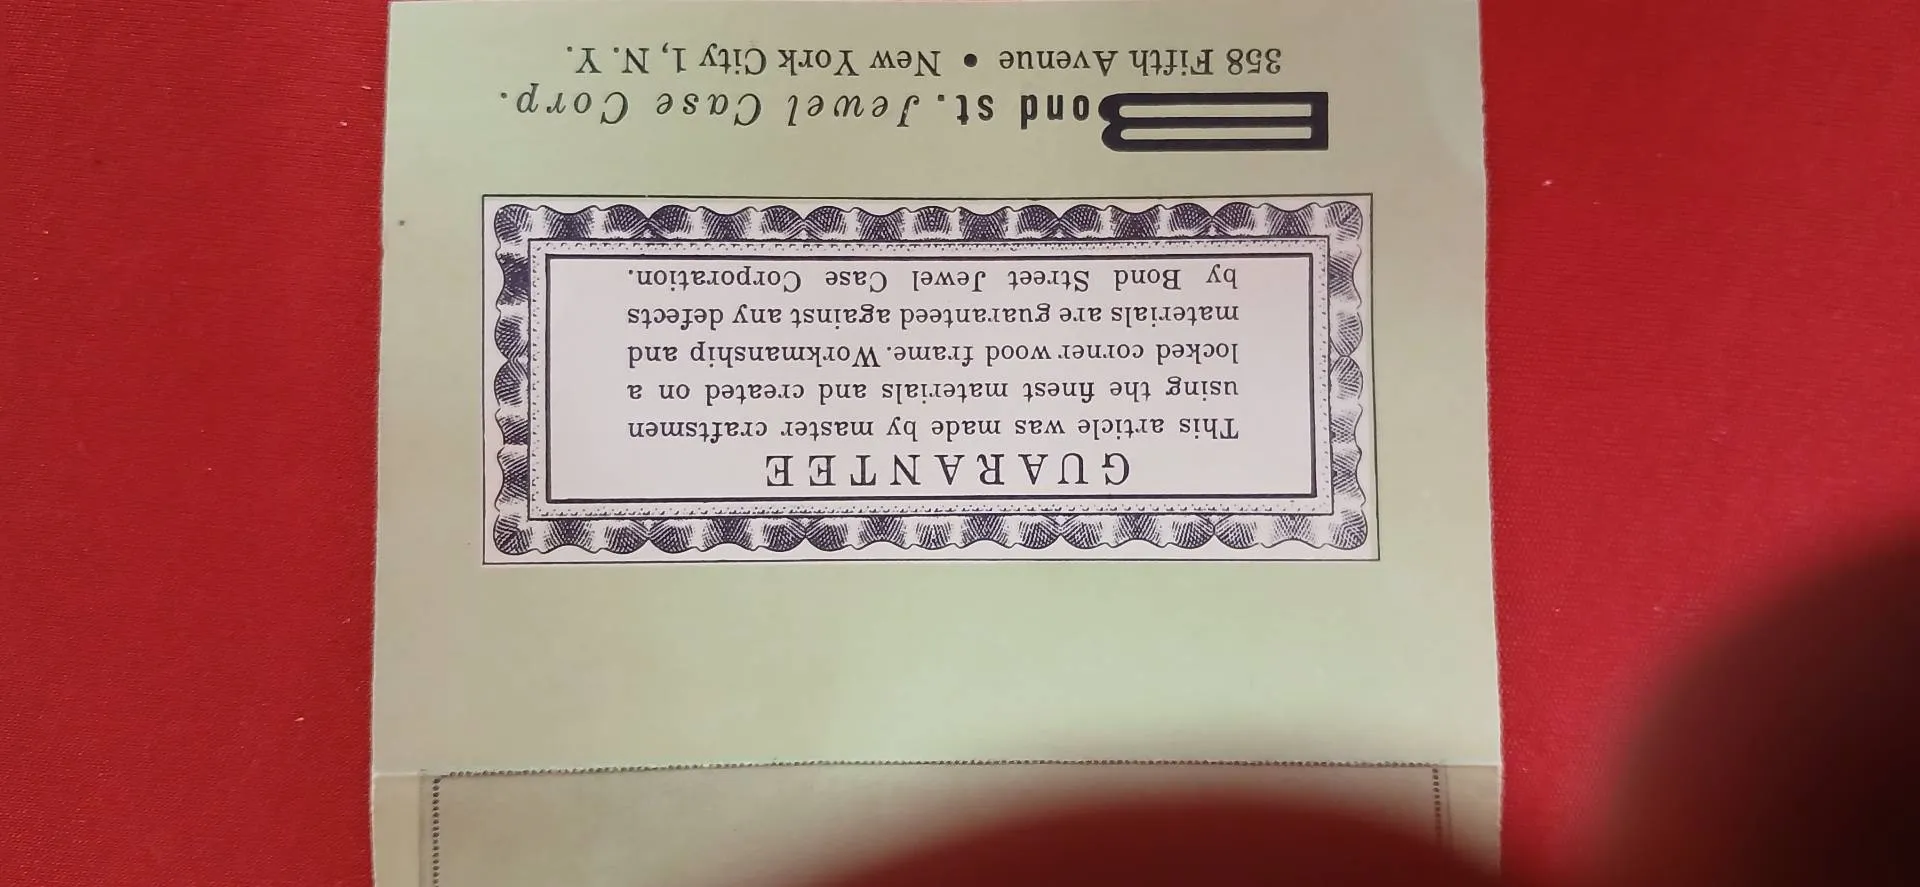 GUARANTEE
This article was made by master craftsmen
using the finest materials and created on a
locked corner wood frame. Workmanship and
materials are guaranteed against any defects
by Bond Street Jewel Case Corporation.
Bond st. Jewel Case Corp.
358 Fifth Avenue • New York City 1, N. Y.